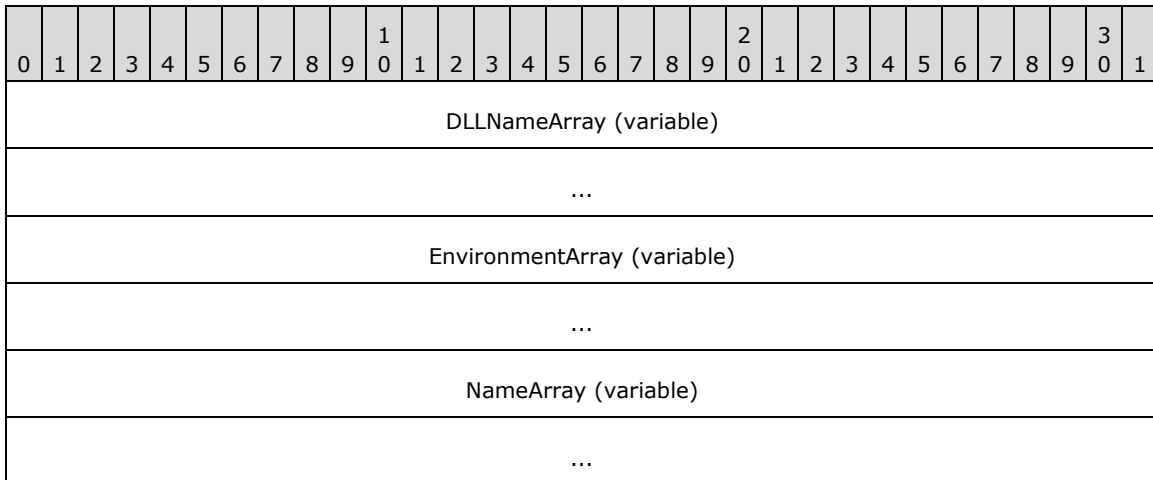 1 2 3
0 1 2 3 4 5 6 7 8 9 0 1 2 3 4 5 6 7 8 9 0 1 2 3 4 5 6 7 8 9 0 1
DLLNameArray (variable)
...
EnvironmentArray (variable)
...
NameArray (variable)
...